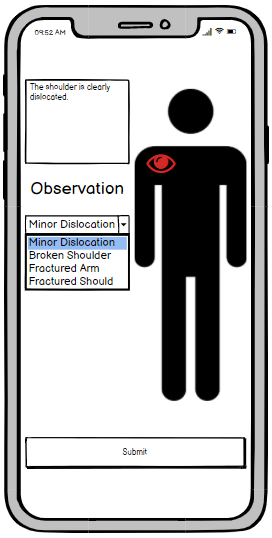 09:52 AM
The shoulder is clearly
dislocated.
Observation
Minor Dislocation
Minor Dislocation
Broken Shoulder
Fractured Arm
Fractured Should
Submit